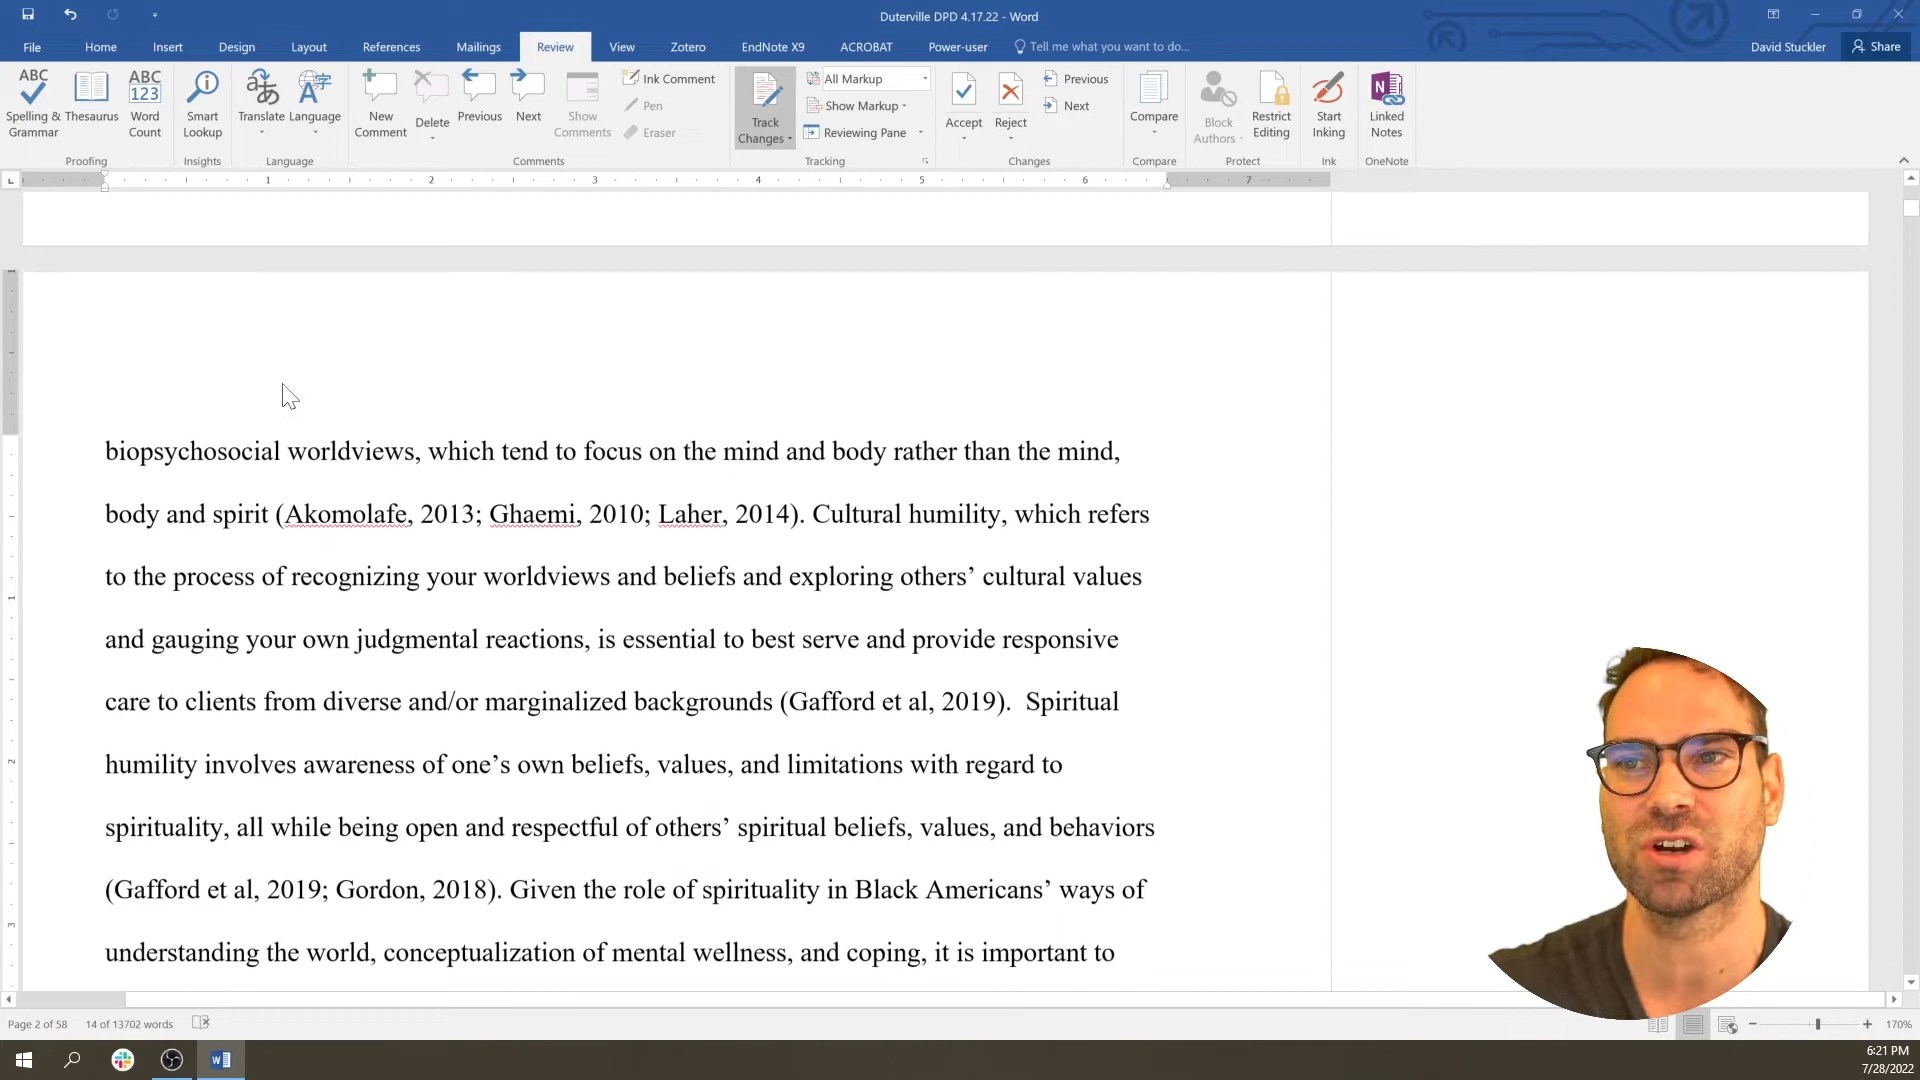 Duterville DPD 4.17.22 - Word
File Home Insert Design Layout References Mailings Review View Zotero EndNote X9 ACROBAT Power-user Tell me what you want to do... David Stuckler Share
ABC Spelling & Grammar
Thesaurus
ABC 123 Word Count
Proofing
Smart Lookup
Insights
Translate
Language
Language
New Comment
Delete
Previous
Next
Show Comments
Ink Comment
Pen
Eraser
Comments
Track Changes
All Markup
Show Markup
Reviewing Pane
Tracking
Accept
Reject
Previous
Next
Changes
Compare
Compare
Block Authors
Restrict Editing
Protect
Start Inking
Ink
Linked Notes
OneNote
1 2 3 4 5 6 7
biopsychosocial worldviews, which tend to focus on the mind and body rather than the mind,
body and spirit (Akomolafe, 2013; Ghaemi, 2010; Laher, 2014). Cultural humility, which refers
to the process of recognizing your worldviews and beliefs and exploring others’ cultural values
and gauging your own judgmental reactions, is essential to best serve and provide responsive
care to clients from diverse and/or marginalized backgrounds (Gafford et al, 2019).  Spiritual
humility involves awareness of one’s own beliefs, values, and limitations with regard to
spirituality, all while being open and respectful of others’ spiritual beliefs, values, and behaviors
(Gafford et al, 2019; Gordon, 2018). Given the role of spirituality in Black Americans’ ways of
understanding the world, conceptualization of mental wellness, and coping, it is important to
Page 2 of 58 14 of 13702 words 170%
6:21 PM
7/28/2022